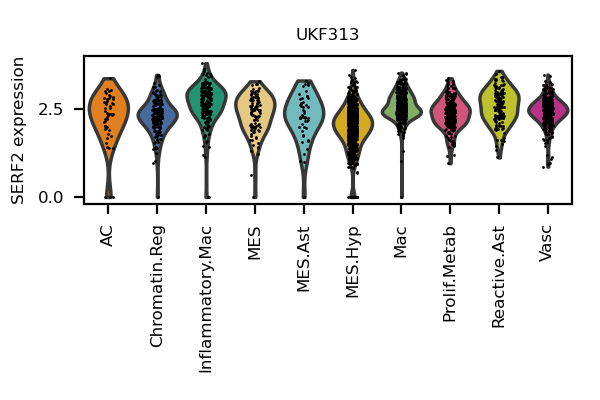 UKF313
SERF2 expression
2.5
0.0
AC
Chromatin.Reg
Inflammatory.Mac
MES
MES.Ast
MES.Hyp
Mac
Prolif.Metab
Reactive.Ast
Vasc